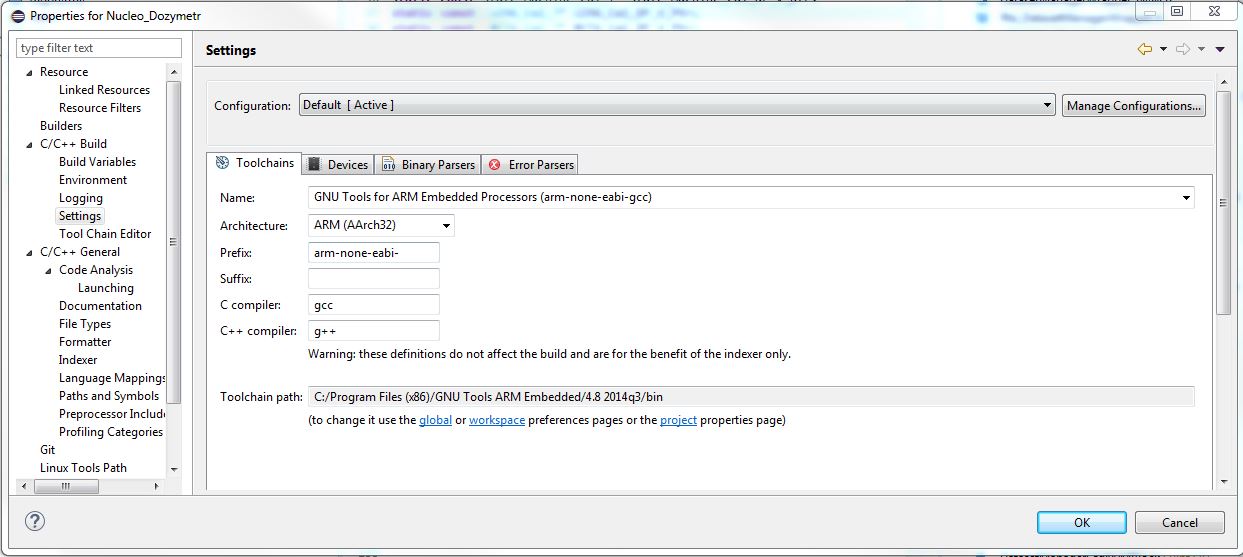 Properties for Nucleo_Dozymetr
type filter text
Settings
Resource
Linked Resources
Resource Filters
Builders
C/C++ Build
Build Variables
Environment
Logging
Settings
Tool Chain Editor
C/C++ General
Code Analysis
Launching
Documentation
File Types
Formatter
Indexer
Language Mappings
Paths and Symbols
Preprocessor Include
Profiling Categories
Git
Linux Tools Path
Configuration:
Default [ Active ]
Manage Configurations...
Toolchains
Devices
Binary Parsers
Error Parsers
Name:
GNU Tools for ARM Embedded Processors (arm-none-eabi-gcc)
Architecture:
ARM (AArch32)
Prefix:
arm-none-eabi-
Suffix:
C compiler:
gcc
C++ compiler:
g++
Warning: these definitions do not affect the build and are for the benefit of the indexer only.
Toolchain path:
C:/Program Files (x86)/GNU Tools ARM Embedded/4.8 2014q3/bin
(to change it use the global or workspace preferences pages or the project properties page)
OK
Cancel